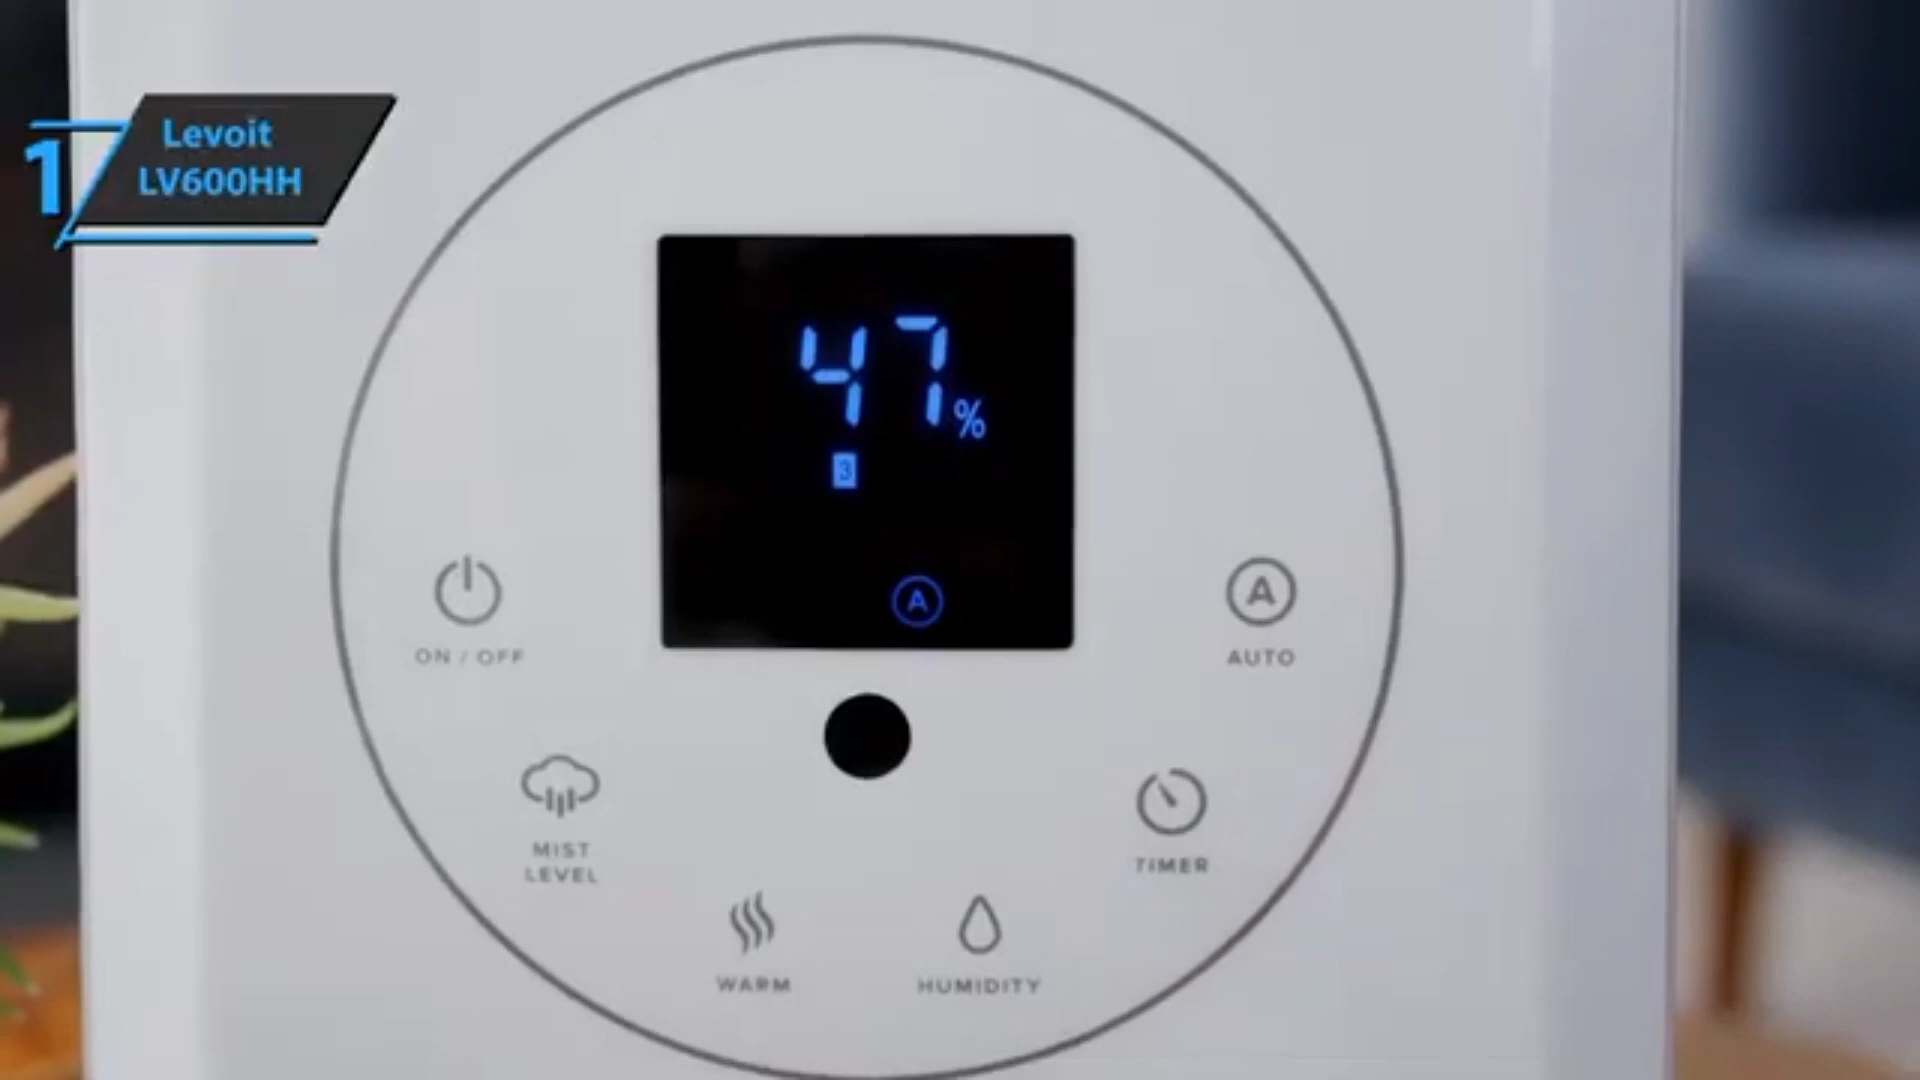 1
Levoit
LV600HH
47%
3
A
A
ON / OFF
AUTO
MIST
LEVEL
TIMER
WARM
HUMIDITY